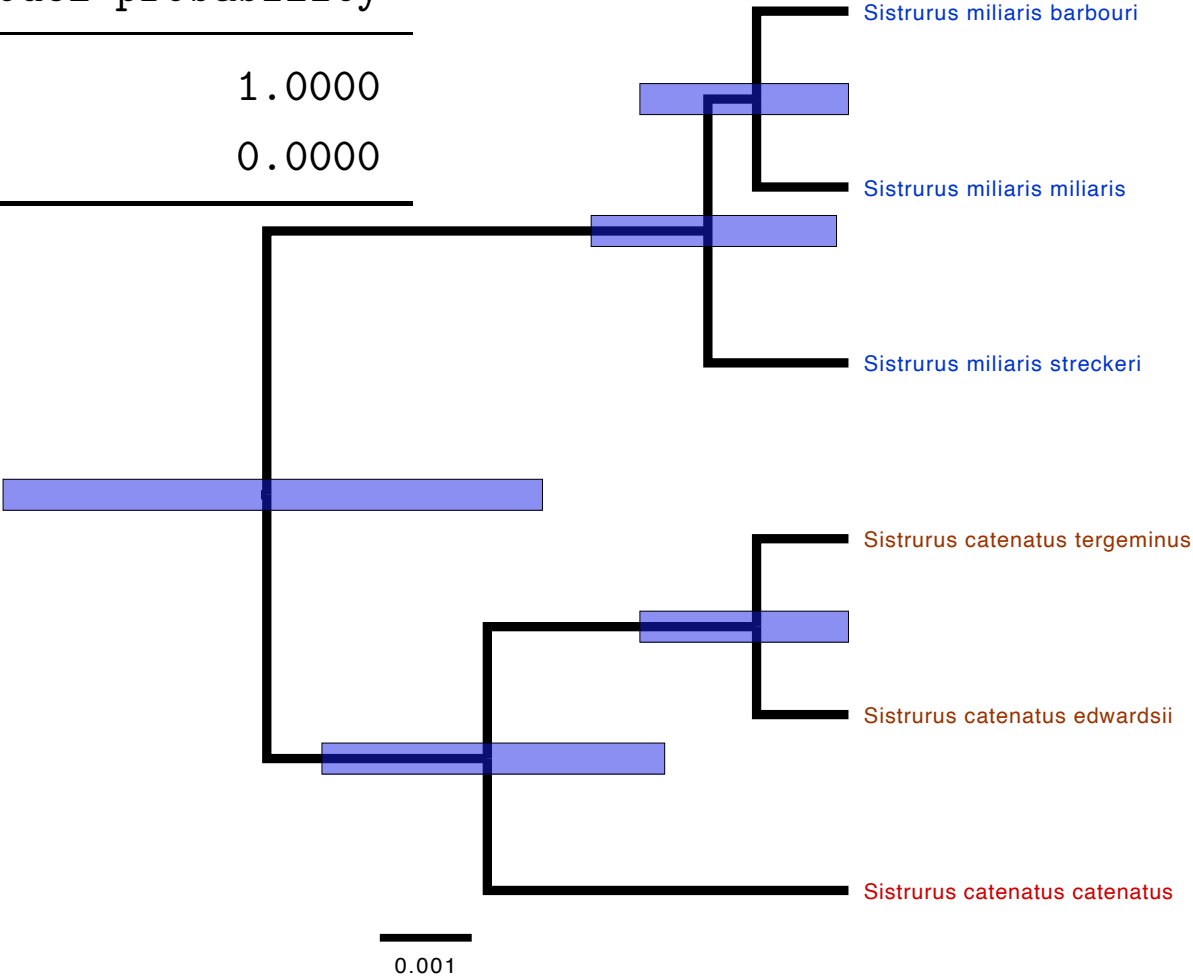 probability
Sistrurus miliaris barbouri
1.0000
0.0000
Sistrurus miliaris miliaris
Sistrurus miliaris streckeri
Sistrurus catenatus tergeminus
Sistrurus catenatus edwardsii
Sistrurus catenatus catenatus
0.001